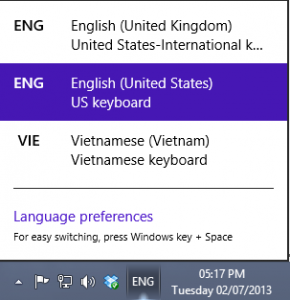 ENG English (United Kingdom)
United States-International k...
ENG English (United States)
US keyboard
VIE Vietnamese (Vietnam)
Vietnamese keyboard
Language preferences
For easy switching, press Windows key + Space
ENG 05:17 PM
Tuesday 02/07/2013